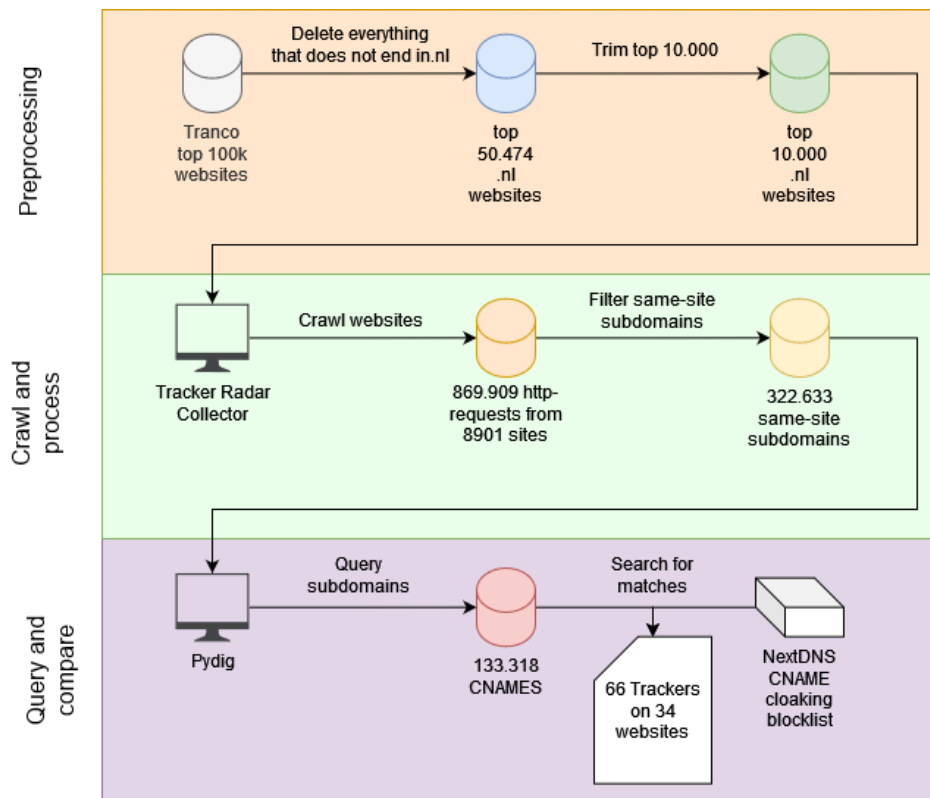 Preprocessing
Delete everything
that does not end in.nl
Trim top 10.000
Tranco
top 100k
websites
top
50.474
.nl
websites
top
10.000
.nl
websites
Crawl and
process
Crawl websites
Filter same-site
subdomains
Tracker Radar
Collector
869.909 http-
requests from
8901 sites
322.633
same-site
subdomains
Query and
compare
Query
subdomains
Search for
matches
Pydig
133.318
CNAMES
66 Trackers
on 34
websites
NextDNS
CNAME
cloaking
blocklist